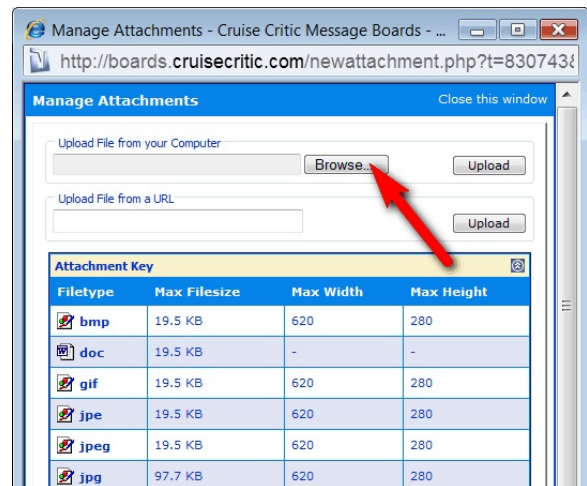 Manage Attachments - Cruise Critic Message Boards - ...
http://boards.cruisecritic.com/newattachment.php?t=830743
Manage Attachments Close this window
Upload File from your Computer
Browse... Upload
Upload File from a URL
Upload
Attachment Key
Filetype Max Filesize Max Width Max Height
bmp 19.5 KB 620 280
doc 19.5 KB - -
gif 19.5 KB 620 280
jpe 19.5 KB 620 280
jpeg 19.5 KB 620 280
jpg 97.7 KB 620 280